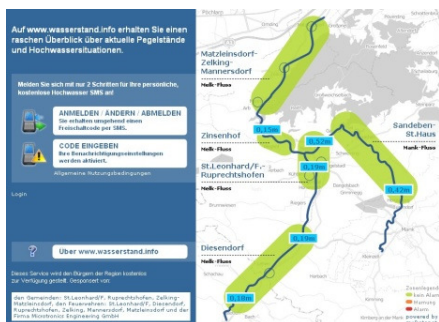 Auf www.wasserstand.info erhalten Sie einen
raschen Überblick über aktuelle Pegelstände
und Hochwassersituationen.
Melden Sie sich mit nur 2 Schritten für Ihre persönliche,
kostenlose Hochwasser SMS an!
ANMELDEN / ÄNDERN / ABMELDEN
Sie erhalten umgehend einen
Freischaltcode per SMS.
CODE EINGEBEN
Ihre Benachrichtigungseinstellungen
werden aktiviert.
Allgemeine Nutzungsbedingungen
Login
Über www.wasserstand.info
Dieses Service wird den Bürgern der Region kostenlos
zur Verfügung gestellt. Gesponsert von:
den Gemeinden: St.Leonhard/F. Ruprechtshofen, Zelking-
Matzleinsdorf, den Feuerwehren: St.Leonhard/F, Diesendorf,
Ruprechtshofen, Zelking, Mannersdorf, Matzleinsdorf und der
Firma Microtronics Engineering GmbH
Matzleinsdorf-
Zelking-
Mannersdorf
Melk-Fluss
0,15m
Zinsenhof
Melk-Fluss
0,52m
Sandeben-
St.Haus
Mank-Fluss
St.Leonhard/F.-
Ruprechtshofen
Melk-Fluss
0,19m
0,42m
Diesendorf
Melk-Fluss
0,39m
0,18m
Zonenlegende
Kein Alarm
Warnung
Alarm
powered by